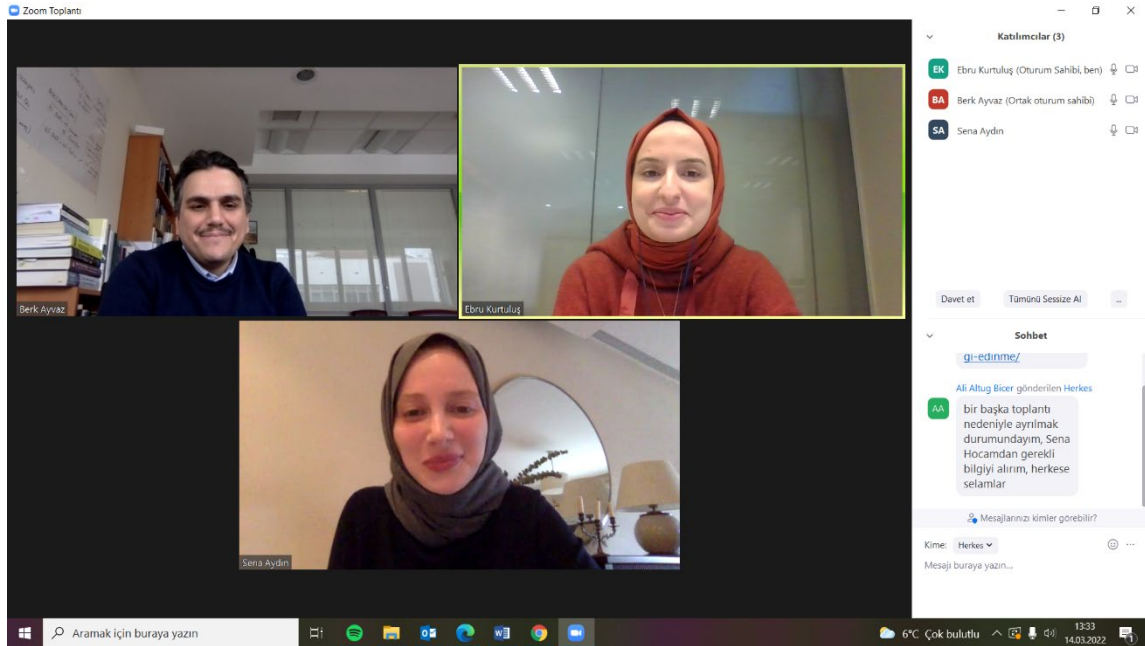 Zoom Toplantı
Berk Ayvaz
Ebru Kurtuluş
Sena Aydın
Katılımcılar (3)
EK Ebru Kurtuluş (Oturum Sahibi, ben)
BA Berk Ayvaz (Ortak oturum sahibi)
SA Sena Aydın
Davet et Tümünü Sessize Al ...
Sohbet
gi-edinme/
Ali Altug Bicer gönderilen Herkes
AA
bir başka toplantı
nedeniyle ayrılmak
durumundayım, Sena
Hocamdan gerekli
bilgiyi alırım, herkese
selamlar
Mesajlarınızı kimler görebilir?
Kime: Herkes
Mesajı buraya yazın...
Aramak için buraya yazın
6°C Çok bulutlu
13:33
14.03.2022